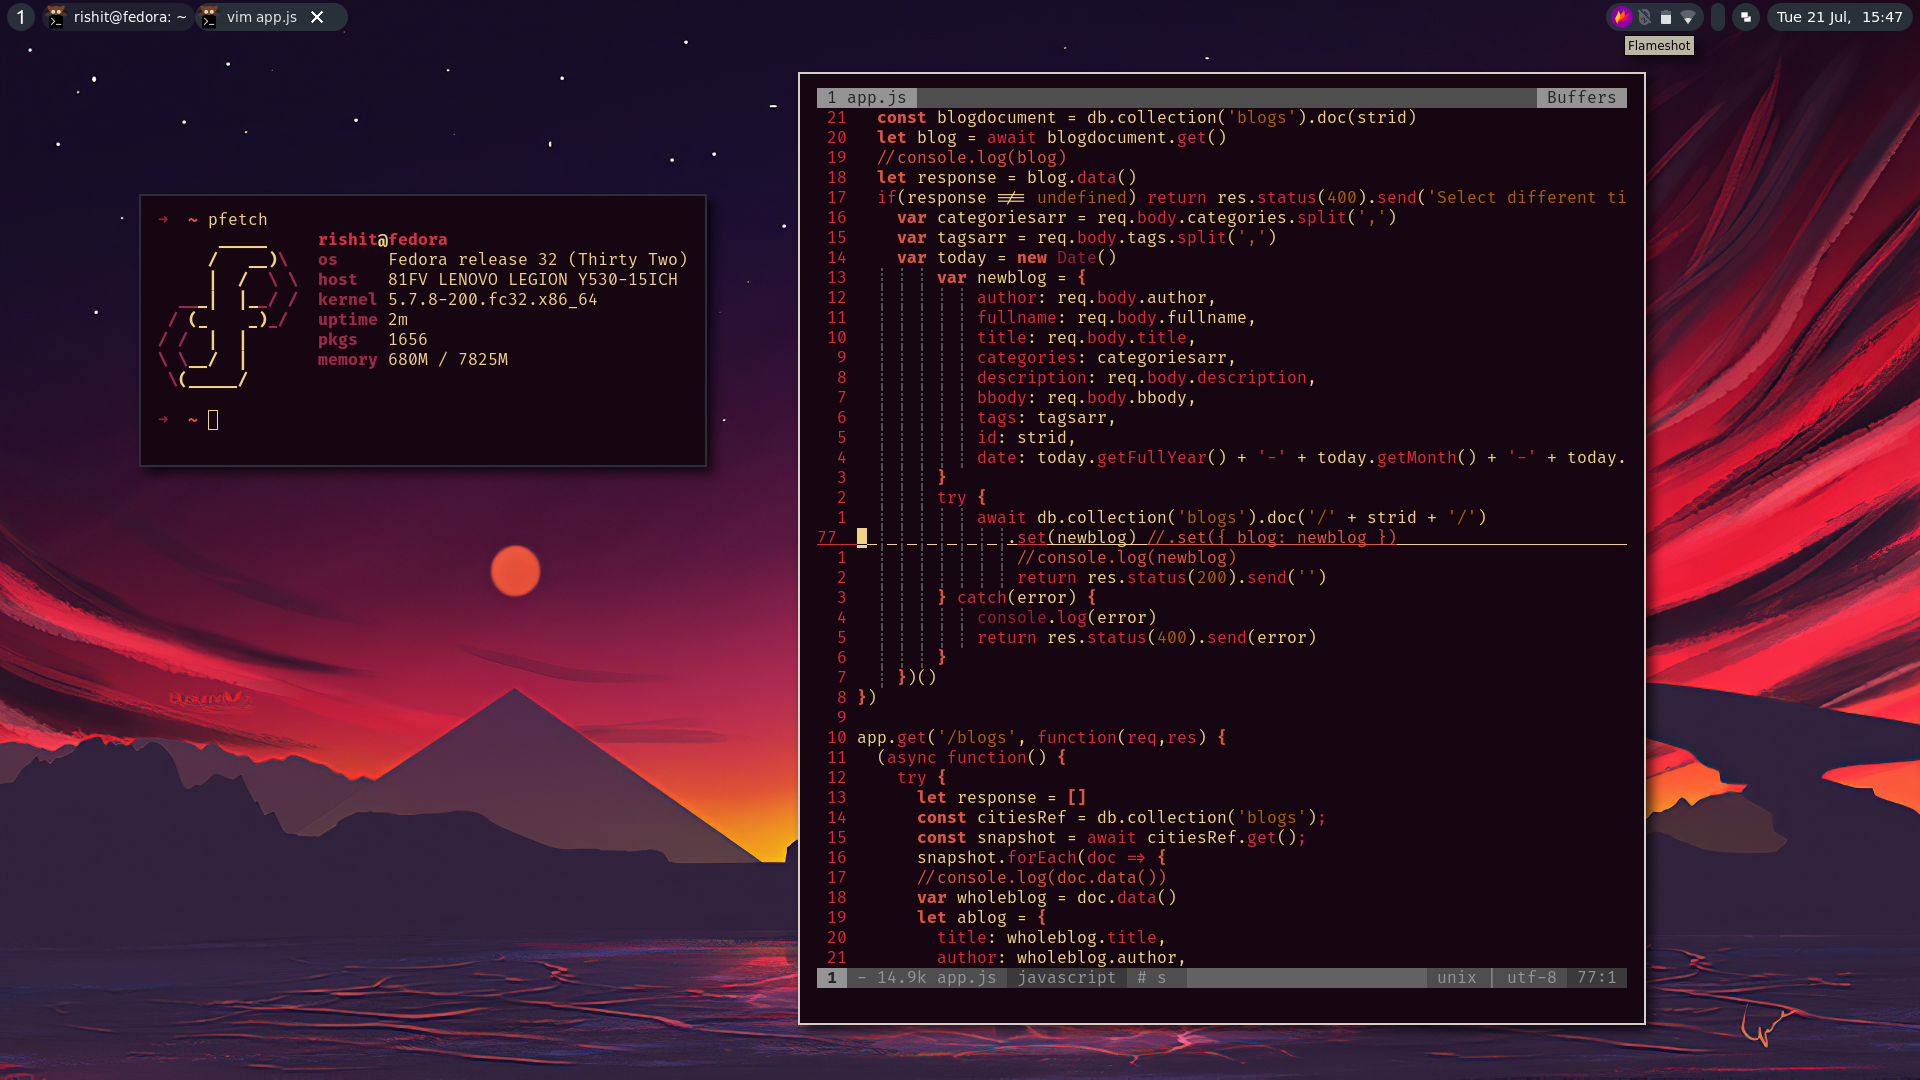 1 rishit@fedora: ~ vim app.js Tue 21 Jul, 15:47
Flameshot
→ ~ pfetch
rishit@fedora
os Fedora release 32 (Thirty Two)
host 81FV LENOVO LEGION Y530-15ICH
kernel 5.7.8-200.fc32.x86_64
uptime 2m
pkgs 1656
memory 680M / 7825M
→ ~
1 app.js Buffers
21 const blogdocument = db.collection('blogs').doc(strid)
20 let blog = await blogdocument.get()
19 //console.log(blog)
18 let response = blog.data()
17 if(response !== undefined) return res.status(400).send('Select different ti
16 var categoriesarr = req.body.categories.split(',')
15 var tagsarr = req.body.tags.split(',')
14 var today = new Date()
13 var newblog = {
12 author: req.body.author,
11 fullname: req.body.fullname,
10 title: req.body.title,
9 categories: categoriesarr,
8 description: req.body.description,
7 bbody: req.body.bbody,
6 tags: tagsarr,
5 id: strid,
4 date: today.getFullYear() + '-' + today.getMonth() + '-' + today.
3 }
2 try {
1 await db.collection('blogs').doc('/' + strid + '/')
77 .set(newblog) //.set({ blog: newblog })
1 //console.log(newblog)
2 return res.status(200).send('')
3 } catch(error) {
4 console.log(error)
5 return res.status(400).send(error)
6 }
7 })()
8 })
9
10 app.get('/blogs', function(req,res) {
11 (async function() {
12 try {
13 let response = []
14 const citiesRef = db.collection('blogs');
15 const snapshot = await citiesRef.get();
16 snapshot.forEach(doc => {
17 //console.log(doc.data())
18 var wholeblog = doc.data()
19 let ablog = {
20 title: wholeblog.title,
21 author: wholeblog.author,
1 - 14.9k app.js javascript # s unix | utf-8 77:1